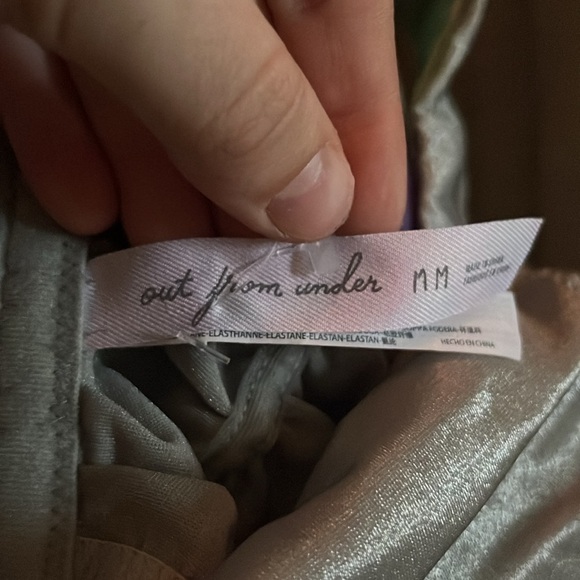 out from under M M
MADE IN CHINA
ELASTHANNE-ELASTANE-ELASTAN-ELASTAN
HECHO EN CHINA